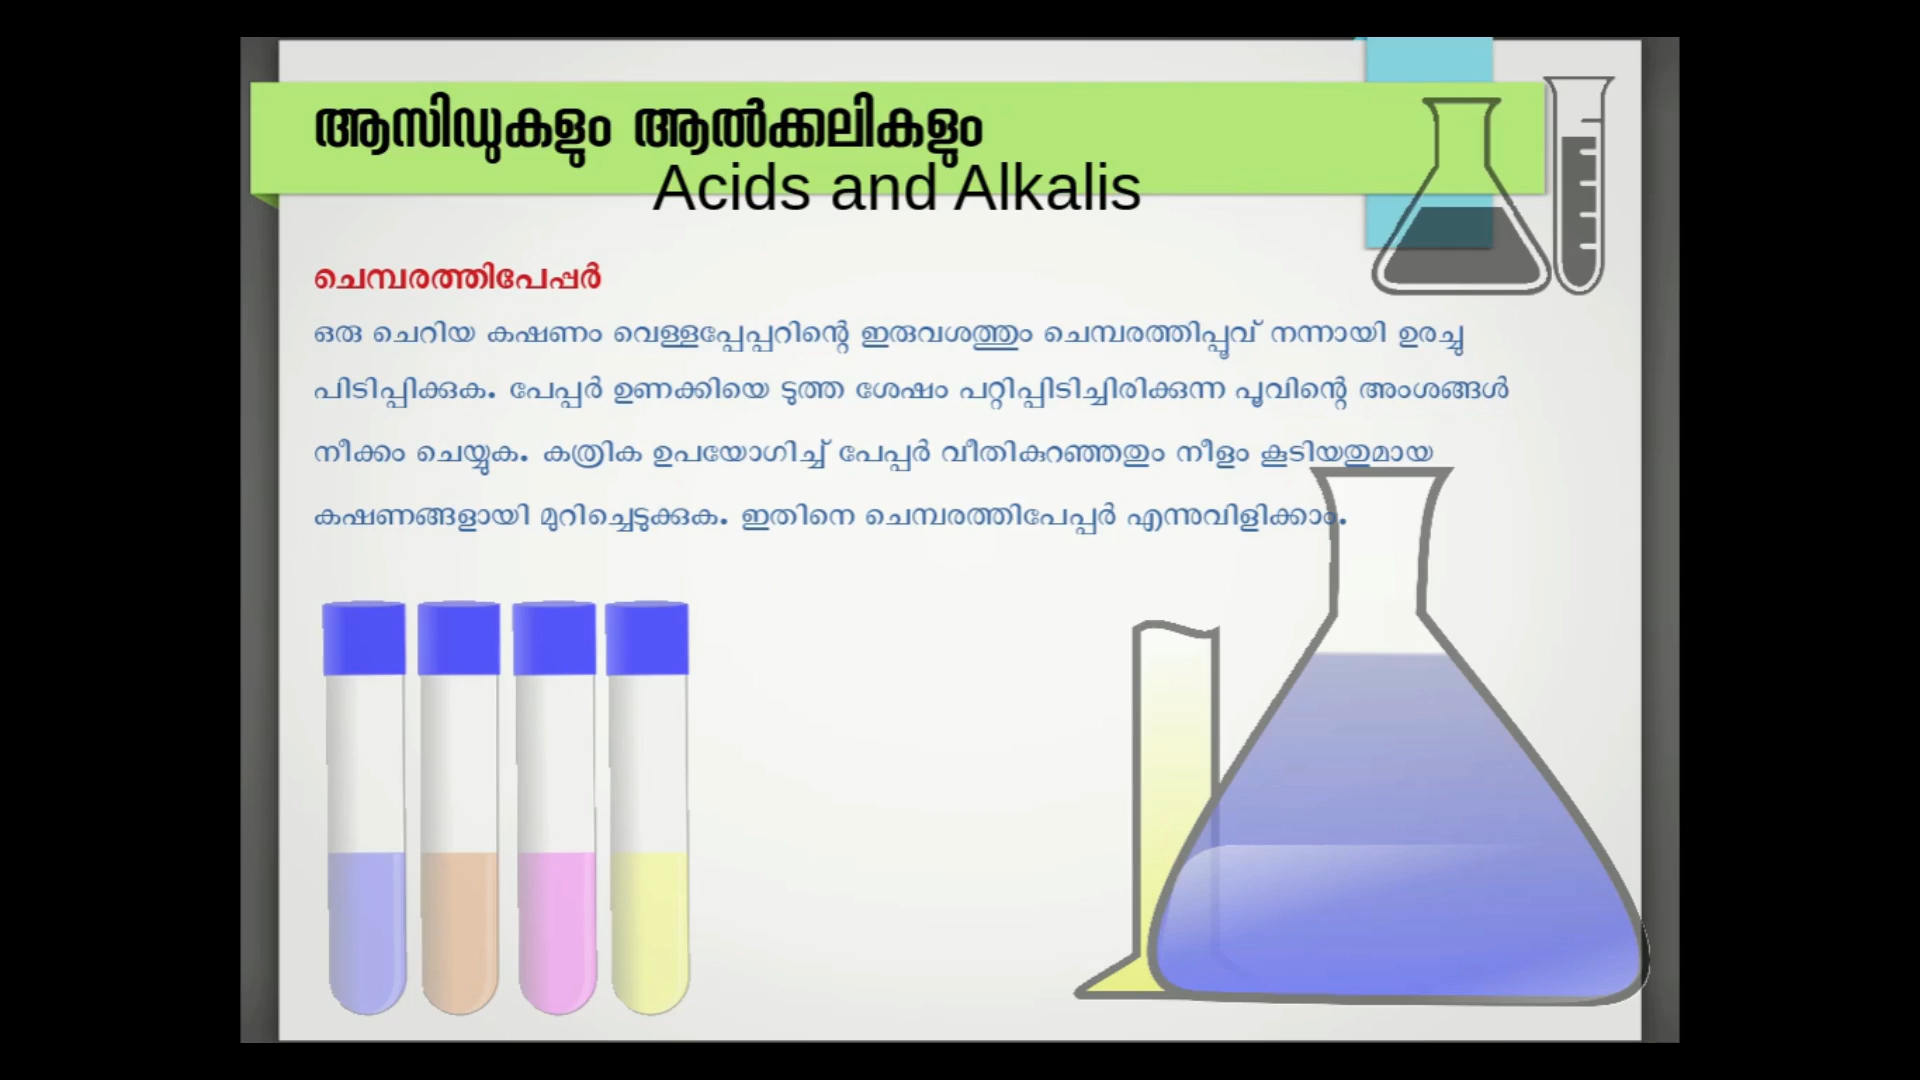 ആസിഡുകളും ആൽക്കലികളും
Acids and Alkalis
ചെമ്പരത്തിപേപ്പർ
ഒരു ചെറിയ കഷണം വെള്ളപ്പേപ്പറിന്റെ ഇരുവശത്തും ചെമ്പരത്തിപ്പൂവ് നന്നായി ഉരച്ചു
പിടിപ്പിക്കുക. പേപ്പർ ഉണക്കിയെ ടുത്ത ശേഷം പറ്റിപ്പിടിച്ചിരിക്കുന്ന പൂവിന്റെ അംശങ്ങൾ
നീക്കം ചെയ്യുക. കത്രിക ഉപയോഗിച്ച് പേപ്പർ വീതികുറഞ്ഞതും നീളം കൂടിയതുമായ
കഷണങ്ങളായി മുറിച്ചെടുക്കുക. ഇതിനെ ചെമ്പരത്തിപേപ്പർ എന്നുവിളിക്കാം.